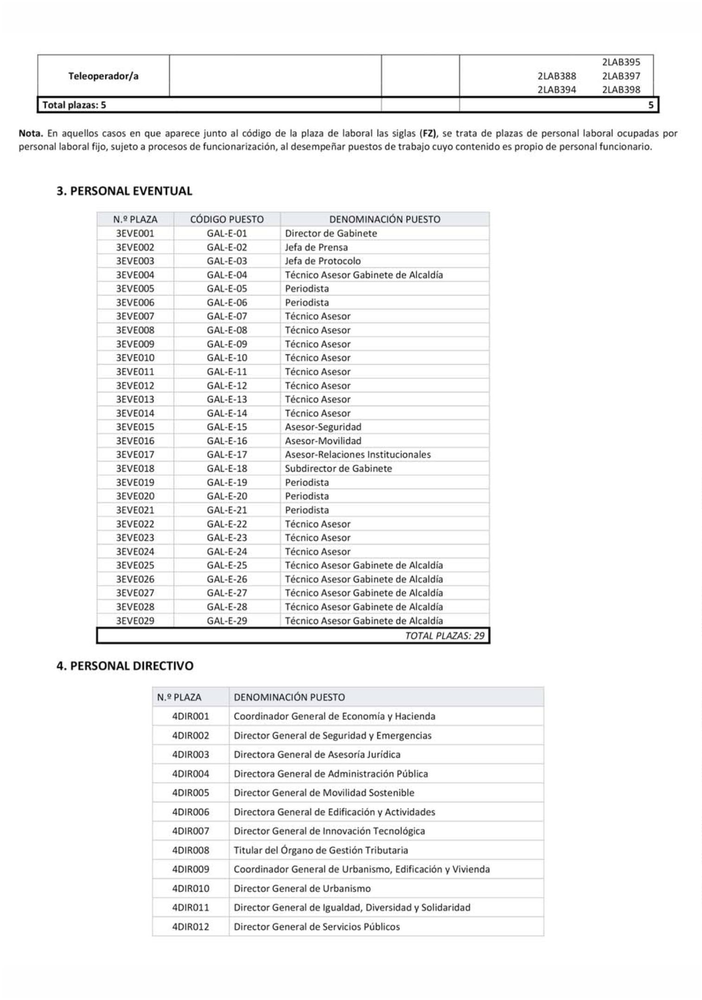 2LAB395
Teleoperador/a 2LAB388 2LAB397
2LAB394 2LAB398
Total plazas: 5 5
Nota. En aquellos casos en que aparece junto al código de la plaza de laboral las siglas (FZ), se trata de plazas de personal laboral ocupadas por
personal laboral fijo, sujeto a procesos de funcionarización, al desempeñar puestos de trabajo cuyo contenido es propio de personal funcionario.
3. PERSONAL EVENTUAL
N.º PLAZA CÓDIGO PUESTO DENOMINACIÓN PUESTO
3EVE001 GAL-E-01 Director de Gabinete
3EVE002 GAL-E-02 Jefa de Prensa
3EVE003 GAL-E-03 Jefa de Protocolo
3EVE004 GAL-E-04 Técnico Asesor Gabinete de Alcaldía
3EVE005 GAL-E-05 Periodista
3EVE006 GAL-E-06 Periodista
3EVE007 GAL-E-07 Técnico Asesor
3EVE008 GAL-E-08 Técnico Asesor
3EVE009 GAL-E-09 Técnico Asesor
3EVE010 GAL-E-10 Técnico Asesor
3EVE011 GAL-E-11 Técnico Asesor
3EVE012 GAL-E-12 Técnico Asesor
3EVE013 GAL-E-13 Técnico Asesor
3EVE014 GAL-E-14 Técnico Asesor
3EVE015 GAL-E-15 Asesor-Seguridad
3EVE016 GAL-E-16 Asesor-Movilidad
3EVE017 GAL-E-17 Asesor-Relaciones Institucionales
3EVE018 GAL-E-18 Subdirector de Gabinete
3EVE019 GAL-E-19 Periodista
3EVE020 GAL-E-20 Periodista
3EVE021 GAL-E-21 Periodista
3EVE022 GAL-E-22 Técnico Asesor
3EVE023 GAL-E-23 Técnico Asesor
3EVE024 GAL-E-24 Técnico Asesor
3EVE025 GAL-E-25 Técnico Asesor Gabinete de Alcaldía
3EVE026 GAL-E-26 Técnico Asesor Gabinete de Alcaldía
3EVE027 GAL-E-27 Técnico Asesor Gabinete de Alcaldía
3EVE028 GAL-E-28 Técnico Asesor Gabinete de Alcaldía
3EVE029 GAL-E-29 Técnico Asesor Gabinete de Alcaldía
TOTAL PLAZAS: 29
4. PERSONAL DIRECTIVO
N.º PLAZA DENOMINACIÓN PUESTO
4DIR001 Coordinador General de Economía y Hacienda
4DIR002 Director General de Seguridad y Emergencias
4DIR003 Directora General de Asesoría Jurídica
4DIR004 Directora General de Administración Pública
4DIR005 Director General de Movilidad Sostenible
4DIR006 Directora General de Edificación y Actividades
4DIR007 Director General de Innovación Tecnológica
4DIR008 Titular del Órgano de Gestión Tributaria
4DIR009 Coordinador General de Urbanismo, Edificación y Vivienda
4DIR010 Director General de Urbanismo
4DIR011 Director General de Igualdad, Diversidad y Solidaridad
4DIR012 Director General de Servicios Públicos